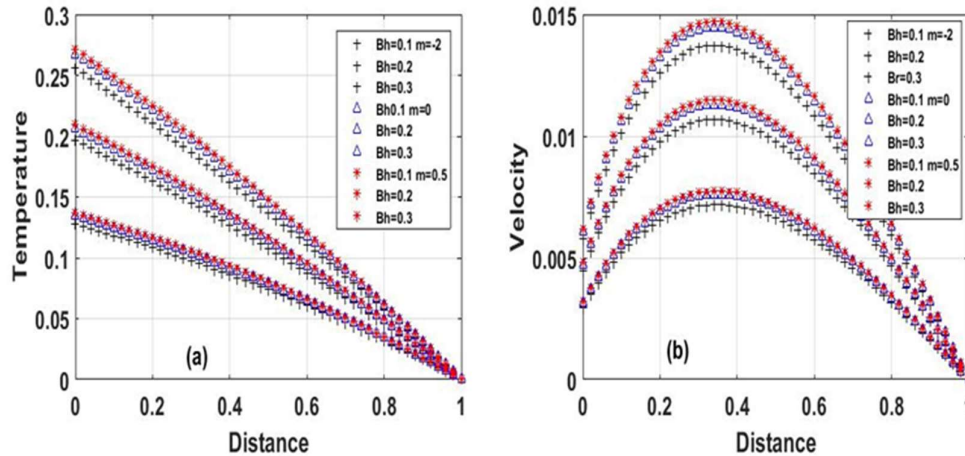 Temperature
0.3
0.25
0.2
0.15
0.1
0.05
0
0 0.2 0.4 0.6 0.8 1
Distance
(a)
Bh=0.1 m=-2
Bh=0.2
Bh=0.3
Bh0.1 m=0
Bh=0.2
Bh=0.3
Bh=0.1 m=0.5
Bh=0.2
Bh=0.3
Velocity
0.015
0.01
0.005
0
0 0.2 0.4 0.6 0.8 1
Distance
(b)
Bh=0.1 m=-2
Bh=0.2
Br=0.3
Bh=0.1 m=0
Bh=0.2
Bh=0.3
Bh=0.1 m=0.5
Bh=0.2
Bh=0.3